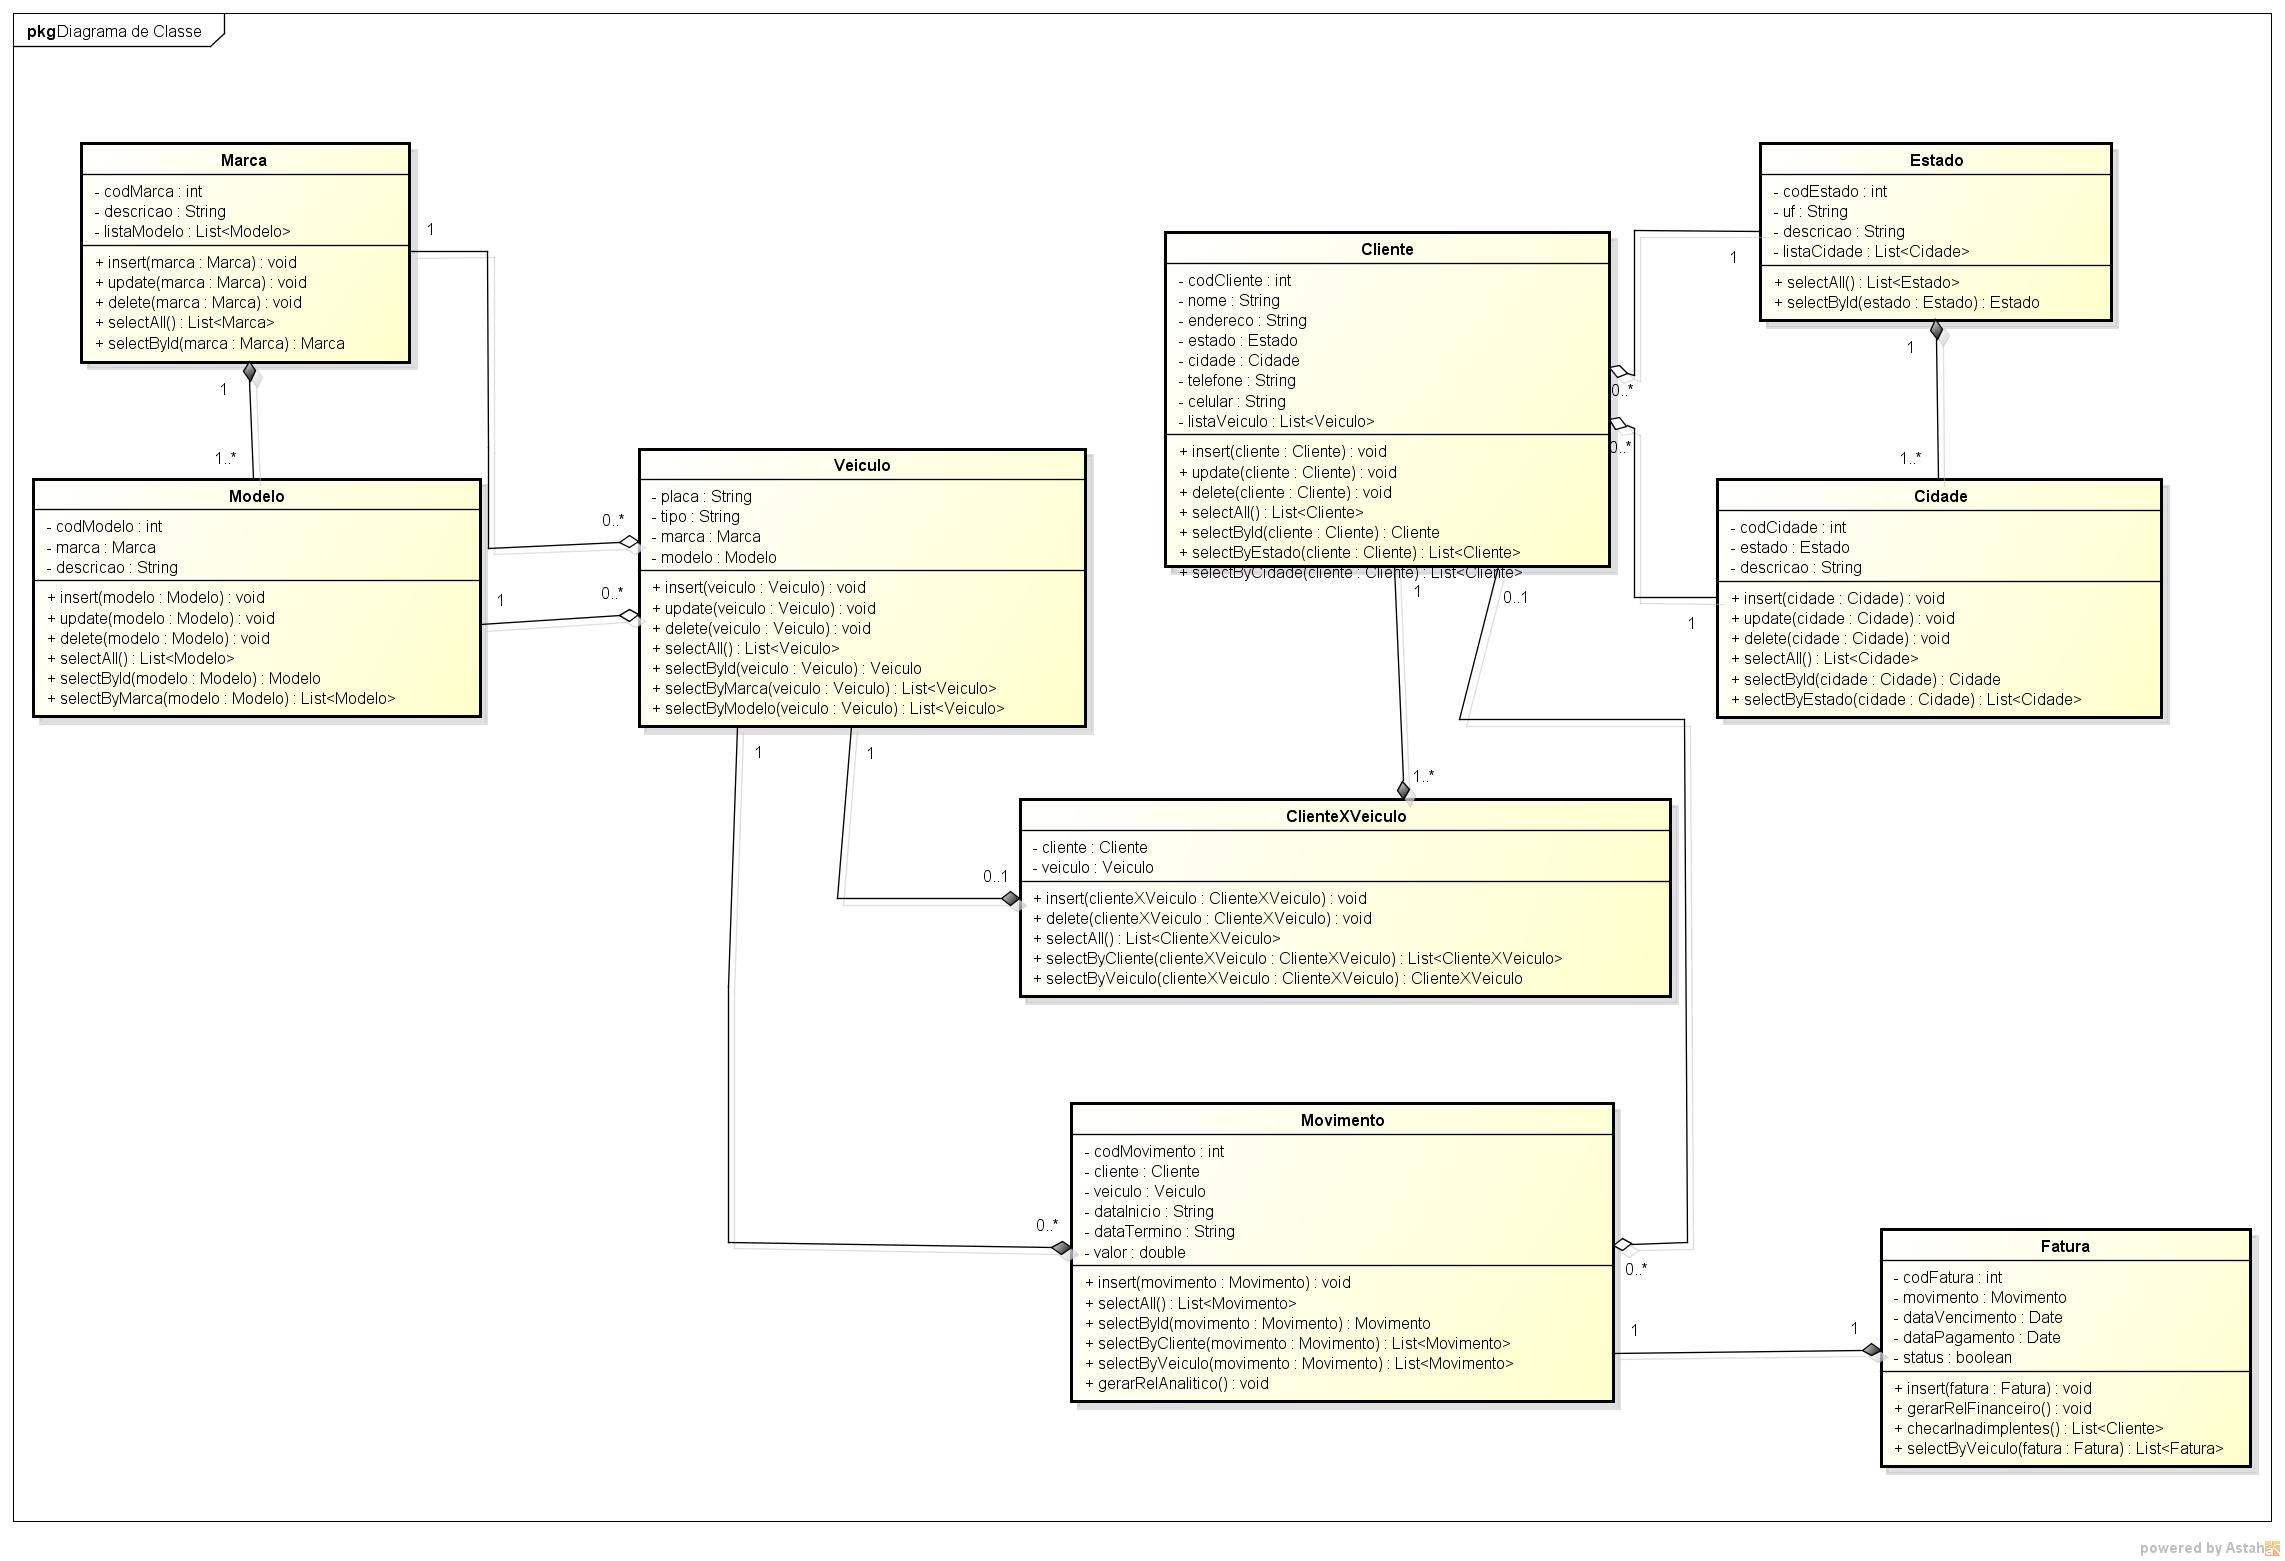 pkg Diagrama de Classe
Marca
- codMarca : int
- descricao : String
- listaModelo : List<Modelo>
+ insert(marca : Marca) : void
+ update(marca : Marca) : void
+ delete(marca : Marca) : void
+ selectAll() : List<Marca>
+ selectById(marca : Marca) : Marca
1
1
1..*
Modelo
- codModelo : int
- marca : Marca
- descricao : String
+ insert(modelo : Modelo) : void
+ update(modelo : Modelo) : void
+ delete(modelo : Modelo) : void
+ selectAll() : List<Modelo>
+ selectById(modelo : Modelo) : Modelo
+ selectByMarca(modelo : Modelo) : List<Modelo>
1
0..*
0..*
Veiculo
- placa : String
- tipo : String
- marca : Marca
- modelo : Modelo
+ insert(veiculo : Veiculo) : void
+ update(veiculo : Veiculo) : void
+ delete(veiculo : Veiculo) : void
+ selectAll() : List<Veiculo>
+ selectById(veiculo : Veiculo) : Veiculo
+ selectByMarca(veiculo : Veiculo) : List<Veiculo>
+ selectByModelo(veiculo : Veiculo) : List<Veiculo>
1
1
Cliente
- codCliente : int
- nome : String
- endereco : String
- estado : Estado
- cidade : Cidade
- telefone : String
- celular : String
- listaVeiculo : List<Veiculo>
+ insert(cliente : Cliente) : void
+ update(cliente : Cliente) : void
+ delete(cliente : Cliente) : void
+ selectAll() : List<Cliente>
+ selectById(cliente : Cliente) : Cliente
+ selectByEstado(cliente : Cliente) : List<Cliente>
+ selectByCidade(cliente : Cliente) : List<Cliente>
0..*
0..*
1
0..1
Estado
- codEstado : int
- uf : String
- descricao : String
- listaCidade : List<Cidade>
+ selectAll() : List<Estado>
+ selectById(estado : Estado) : Estado
1
1
1..*
Cidade
- codCidade : int
- estado : Estado
- descricao : String
+ insert(cidade : Cidade) : void
+ update(cidade : Cidade) : void
+ delete(cidade : Cidade) : void
+ selectAll() : List<Cidade>
+ selectById(cidade : Cidade) : Cidade
+ selectByEstado(cidade : Cidade) : List<Cidade>
1
1..*
0..1
ClienteXVeiculo
- cliente : Cliente
- veiculo : Veiculo
+ insert(clienteXVeiculo : ClienteXVeiculo) : void
+ delete(clienteXVeiculo : ClienteXVeiculo) : void
+ selectAll() : List<ClienteXVeiculo>
+ selectByCliente(clienteXVeiculo : ClienteXVeiculo) : List<ClienteXVeiculo>
+ selectByVeiculo(clienteXVeiculo : ClienteXVeiculo) : ClienteXVeiculo
0..*
Movimento
- codMovimento : int
- cliente : Cliente
- veiculo : Veiculo
- dataInicio : String
- dataTermino : String
- valor : double
+ insert(movimento : Movimento) : void
+ selectAll() : List<Movimento>
+ selectById(movimento : Movimento) : Movimento
+ selectByCliente(movimento : Movimento) : List<Movimento>
+ selectByVeiculo(movimento : Movimento) : List<Movimento>
+ gerarRelAnalitico() : void
0..*
1
1
Fatura
- codFatura : int
- movimento : Movimento
- dataVencimento : Date
- dataPagamento : Date
- status : boolean
+ insert(fatura : Fatura) : void
+ gerarRelFinanceiro() : void
+ checarInadimplentes() : List<Cliente>
+ selectByVeiculo(fatura : Fatura) : List<Fatura>
powered by Astah